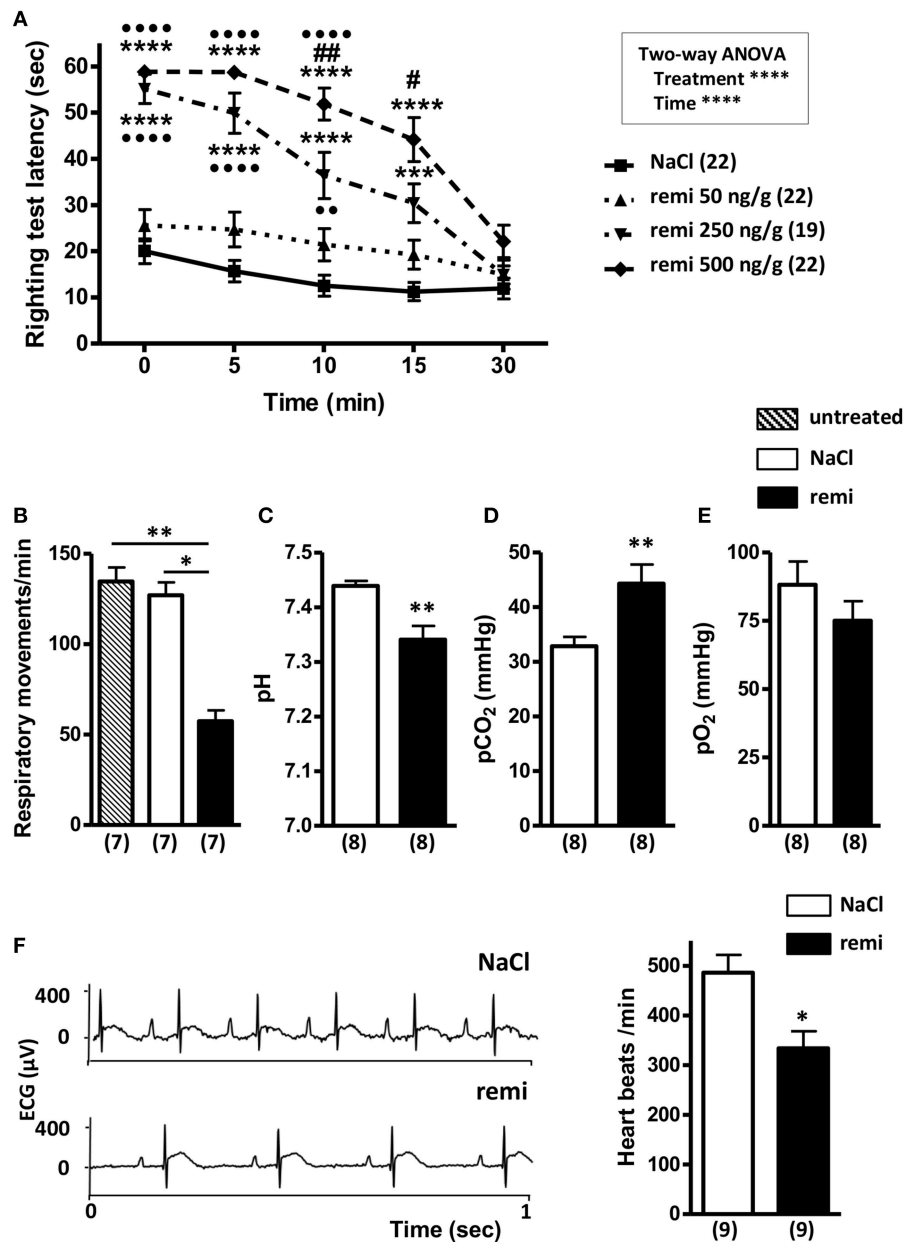 A
Righting test latency (sec)
60
50
40
30
20
10
0
•••• •••• ••••
**** **** ## #
**** ****
**** **** ***
•••• ****
•••• ••
0 5 10 15 30
Time (min)
Two-way ANOVA
Treatment ****
Time ****
NaCl (22)
remi 50 ng/g (22)
remi 250 ng/g (19)
remi 500 ng/g (22)
untreated
NaCl
remi
B
Respiratory movements/min
150
100
50
0
**
*
(7) (7) (7)
C
pH
7.5
7.4
7.3
7.2
7.1
7.0
**
(8) (8)
D
pCO₂ (mmHg)
50
40
30
20
10
0
**
(8) (8)
E
pO₂ (mmHg)
100
75
50
25
0
(8) (8)
F
ECG (µV)
NaCl
400
0
remi
400
0
0 1
Time (sec)
NaCl
remi
Heart beats /min
500
400
300
200
100
0
*
(9) (9)